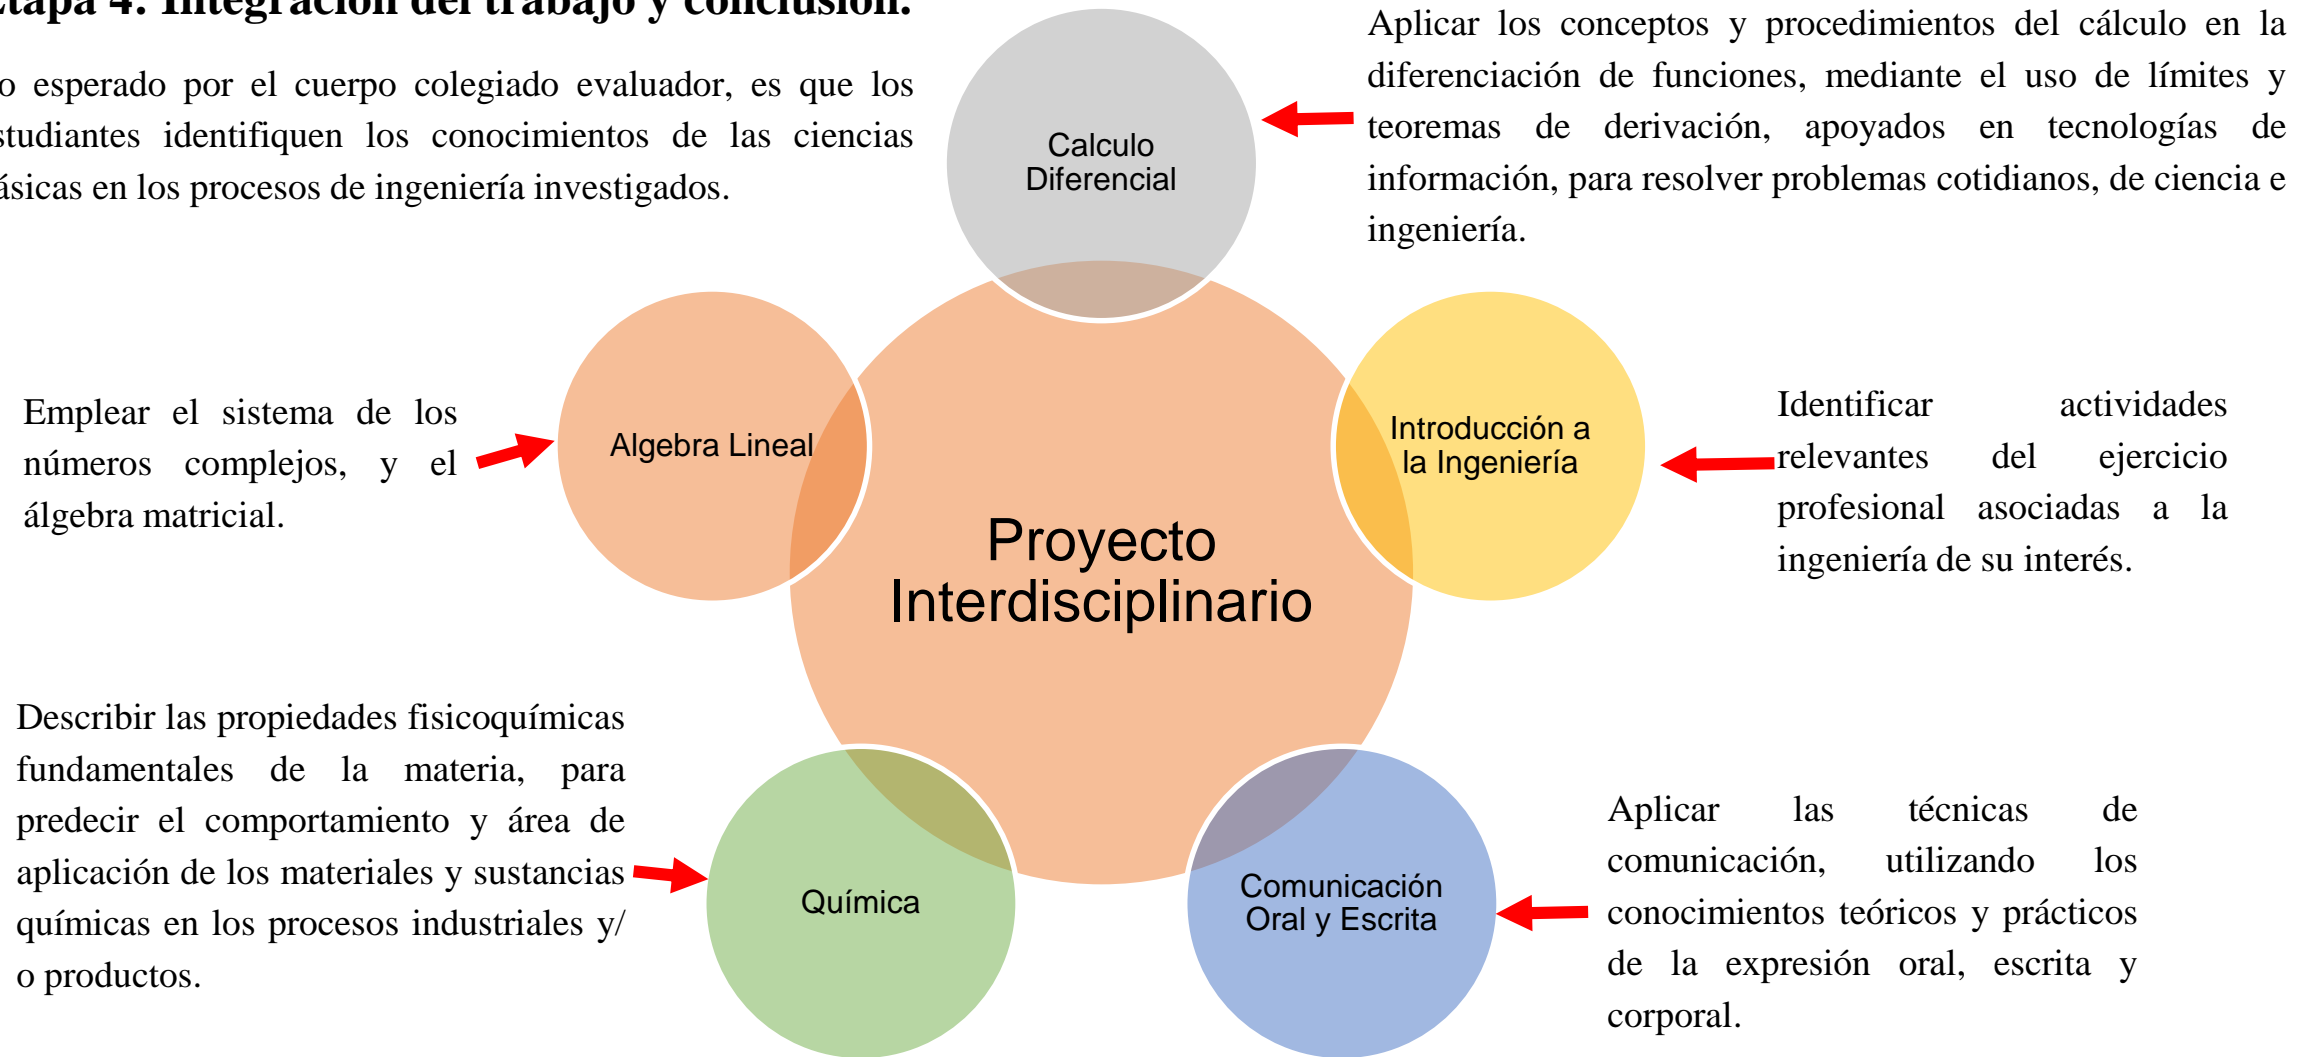 Etapa 4: Integración del trabajo y conclusión.
o esperado por el cuerpo colegiado evaluador, es que los
studiantes identifiquen los conocimientos de las ciencias
ásicas en los procesos de ingeniería investigados.
Calculo
Diferencial
Aplicar los conceptos y procedimientos del cálculo en la
diferenciación de funciones, mediante el uso de límites y
teoremas de derivación, apoyados en tecnologías de
información, para resolver problemas cotidianos, de ciencia e
ingeniería.
Emplear el sistema de los
números complejos, y el
álgebra matricial.
Algebra Lineal
Introducción a
la Ingeniería
Identificar actividades
relevantes del ejercicio
profesional asociadas a la
ingeniería de su interés.
Proyecto
Interdisciplinario
Describir las propiedades fisicoquímicas
fundamentales de la materia, para
predecir el comportamiento y área de
aplicación de los materiales y sustancias
químicas en los procesos industriales y/
o productos.
Química
Comunicación
Oral y Escrita
Aplicar las técnicas de
comunicación, utilizando los
conocimientos teóricos y prácticos
de la expresión oral, escrita y
corporal.